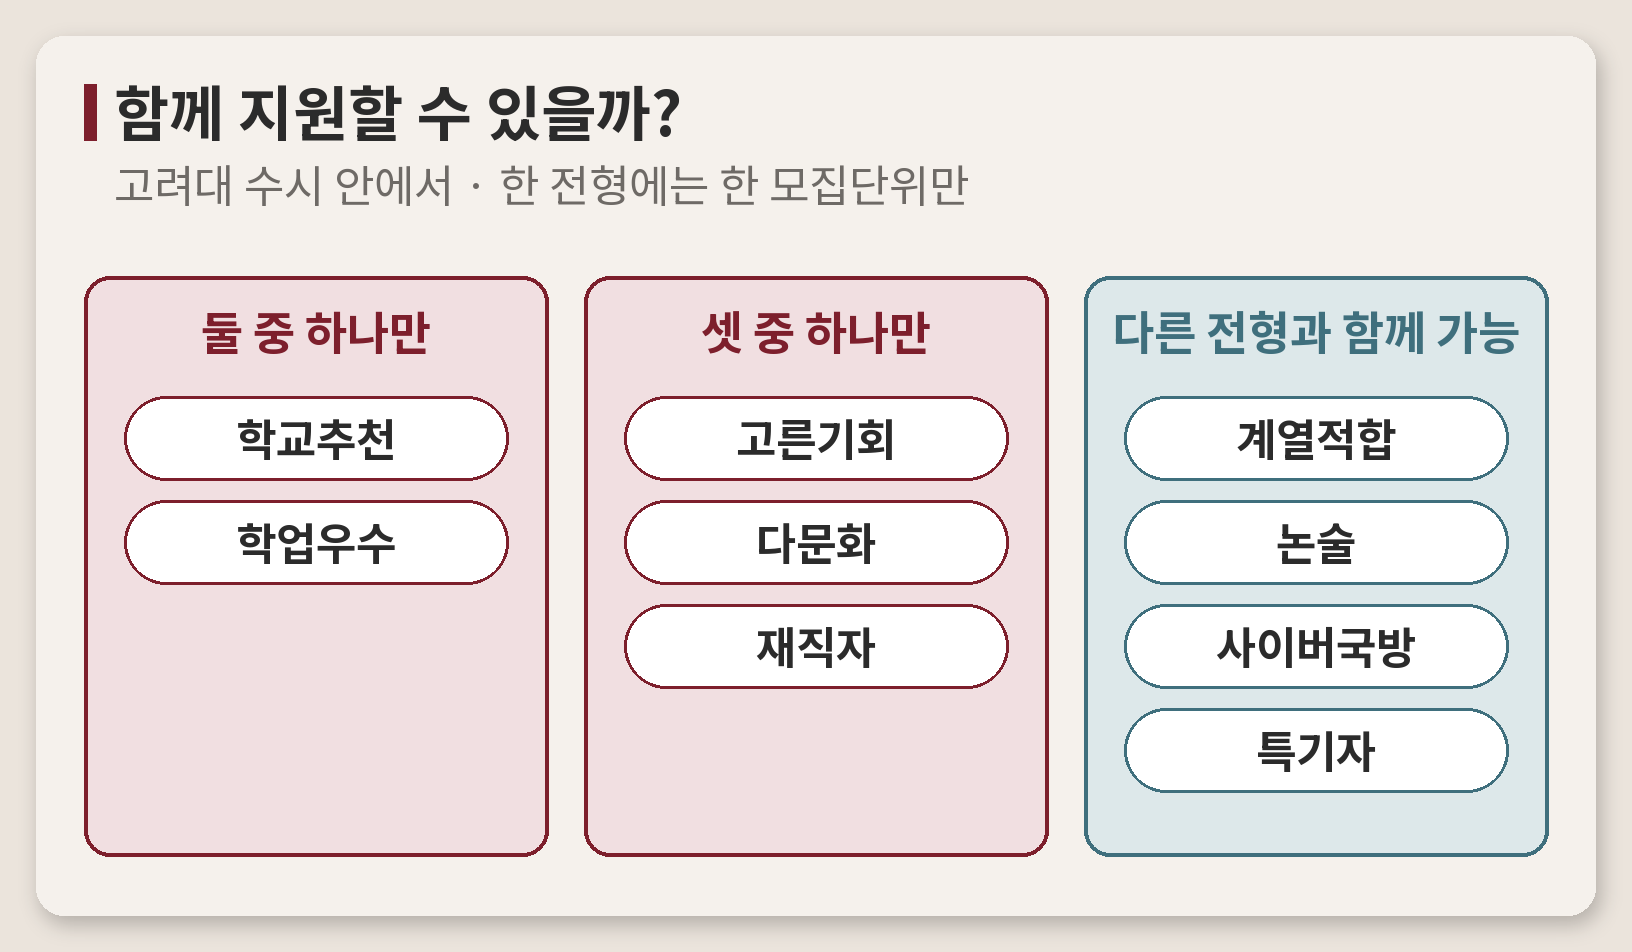 함께 지원할 수 있을까?
고려대 수시 안에서 · 한 전형에는 한 모집단위만
둘 중 하나만
학교추천
학업우수
셋 중 하나만
고른기회
다문화
재직자
다른 전형과 함께 가능
계열적합
논술
사이버국방
특기자